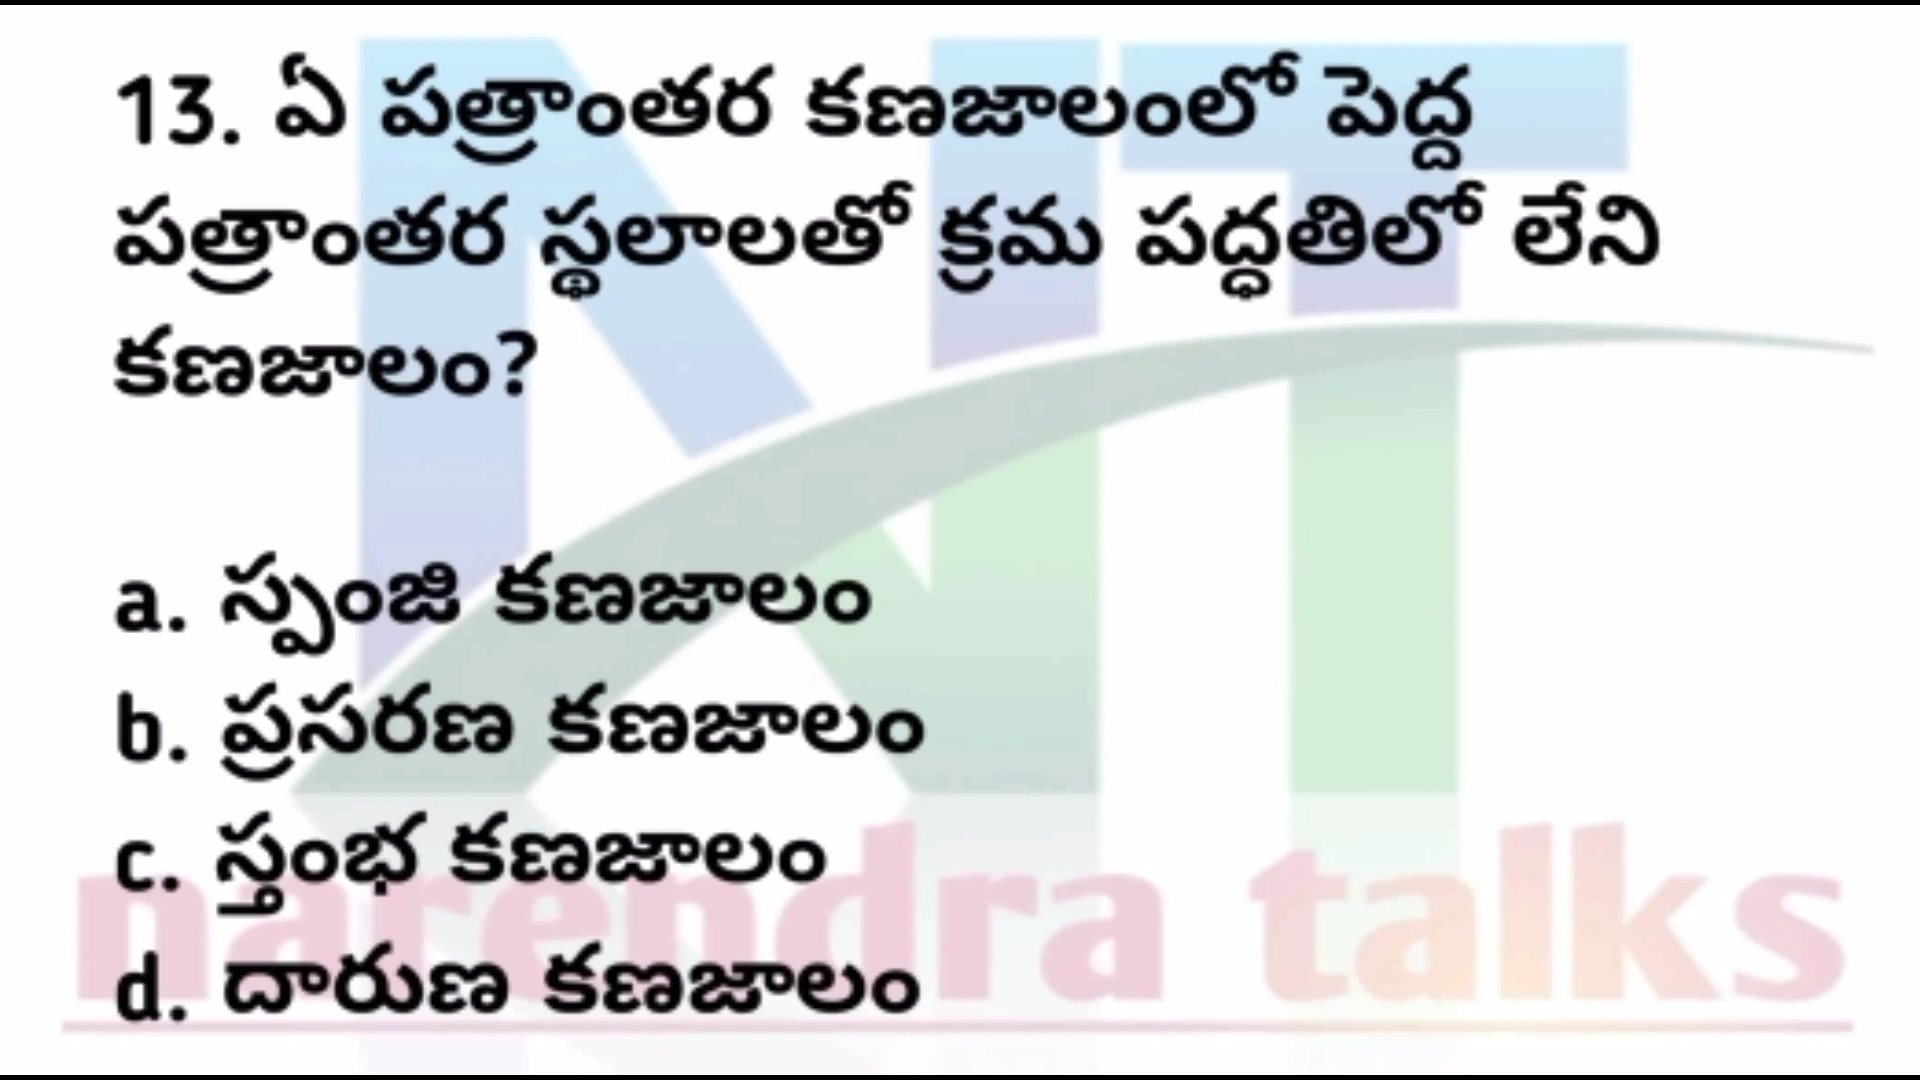 13. ఏ పత్రాంతర కణజాలంలో పెద్ద
పత్రాంతర స్థలాలతో క్రమ పద్ధతిలో లేని
కణజాలం?
a. స్పంజి కణజాలం
b. ప్రసరణ కణజాలం
c. స్తంభ కణజాలం
d. దారుణ కణజాలం
NT
narendra talks